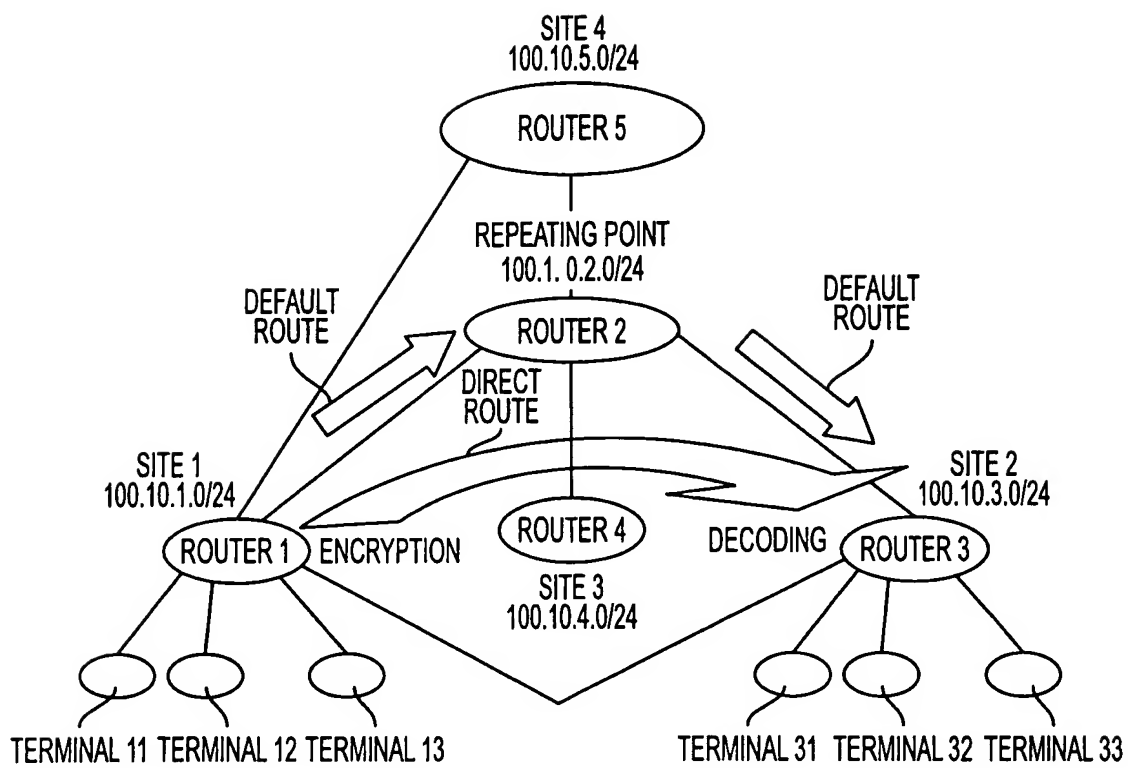 SITE 4
100.10.5.0/24
ROUTER 5
REPEATING POINT
100.1. 0.2.0/24
DEFAULT
ROUTE
ROUTER 2
DEFAULT
ROUTE
DIRECT
ROUTE
SITE 1
100.10.1.0/24
SITE 2
100.10.3.0/24
ROUTER 1
ENCRYPTION
ROUTER 4
DECODING
ROUTER 3
SITE 3
100.10.4.0/24
TERMINAL 11
TERMINAL 12
TERMINAL 13
TERMINAL 31
TERMINAL 32
TERMINAL 33